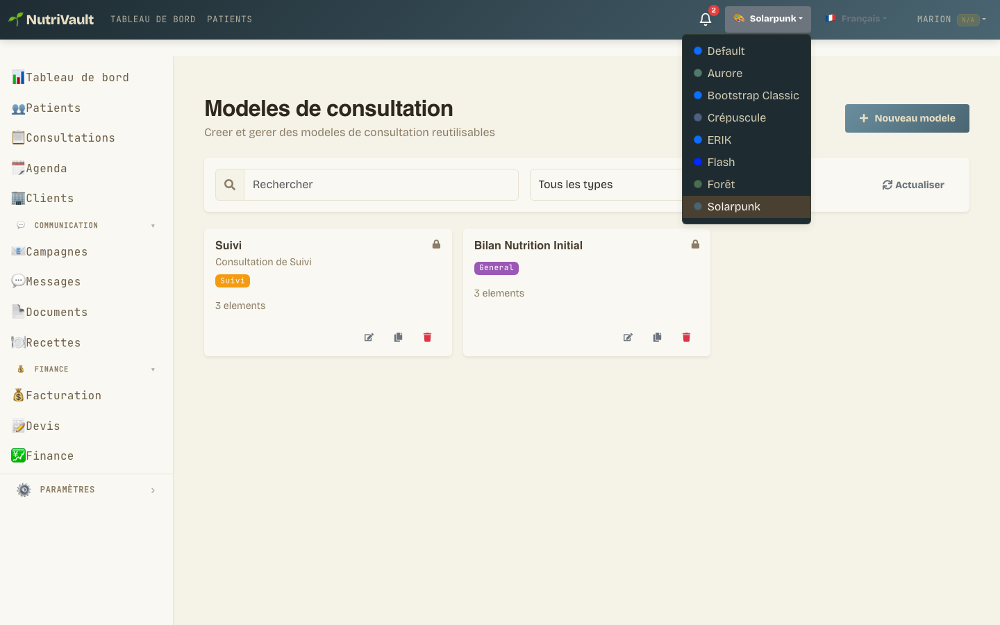 NutriVault
TABLEAU DE BORD
PATIENTS
2
Solarpunk
Français
MARION
N/A
Default
Aurore
Bootstrap Classic
Crépuscule
ERIK
Flash
Forêt
Solarpunk
Tableau de bord
Patients
Consultations
Agenda
Clients
COMMUNICATION
Campagnes
Messages
Documents
Recettes
FINANCE
Facturation
Devis
Finance
PARAMÈTRES
Modeles de consultation
Creer et gerer des modeles de consultation reutilisables
Nouveau modele
Rechercher
Tous les types
Actualiser
Suivi
Consultation de Suivi
Suivi
3 elements
Bilan Nutrition Initial
General
3 elements